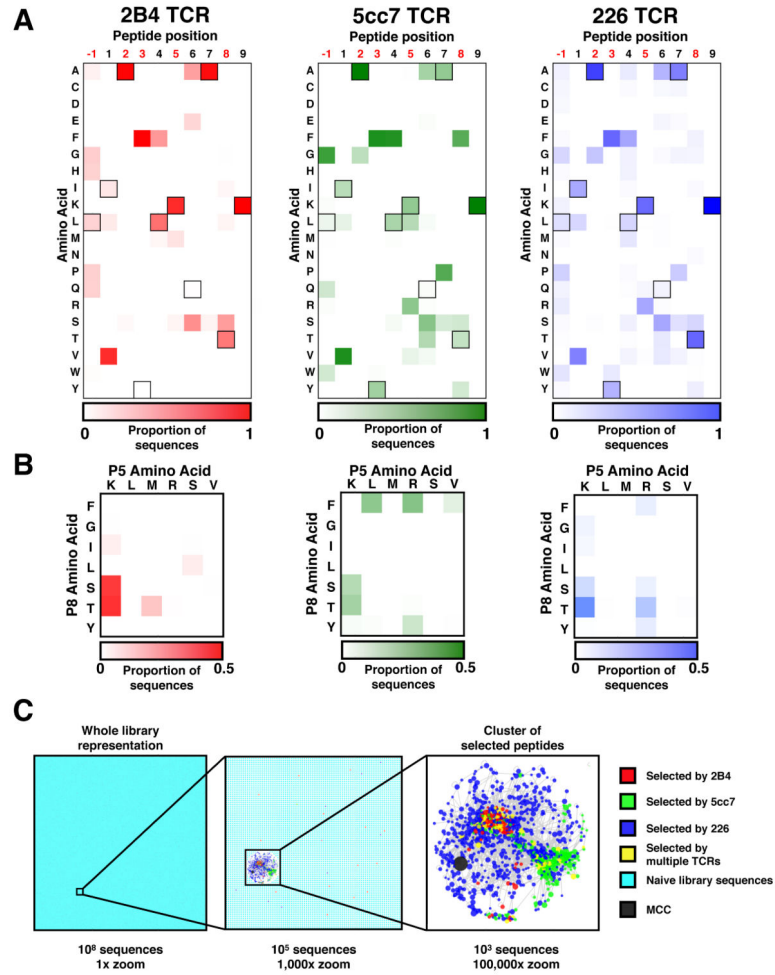 A
2B4 TCR
5cc7 TCR
226 TCR
Peptide position
Peptide position
Peptide position
-1 1 2 3 4 5 6 7 8 9
-1 1 2 3 4 5 6 7 8 9
-1 1 2 3 4 5 6 7 8 9
Amino Acid
A
C
D
E
F
G
H
I
K
L
M
N
P
Q
R
S
T
V
W
Y
Amino Acid
A
C
D
E
F
G
H
I
K
L
M
N
P
Q
R
S
T
V
W
Y
Amino Acid
A
C
D
E
F
G
H
I
K
L
M
N
P
Q
R
S
T
V
W
Y
0 Proportion of 1
sequences
0 Proportion of 1
sequences
0 Proportion of 1
sequences
B
P5 Amino Acid
K L M R S V
P8 Amino Acid
F
G
I
L
S
T
Y
0 Proportion of 0.5
sequences
P5 Amino Acid
K L M R S V
P8 Amino Acid
F
G
I
L
S
T
Y
0 Proportion of 0.5
sequences
P5 Amino Acid
K L M R S V
P8 Amino Acid
F
G
I
L
S
T
Y
0 Proportion of 0.5
sequences
C
Whole library
representation
Cluster of
selected peptides
Selected by 2B4
Selected by 5cc7
Selected by 226
Selected by
multiple TCRs
Naive library sequences
MCC
10⁸ sequences
1x zoom
10⁵ sequences
1,000x zoom
10³ sequences
100,000x zoom